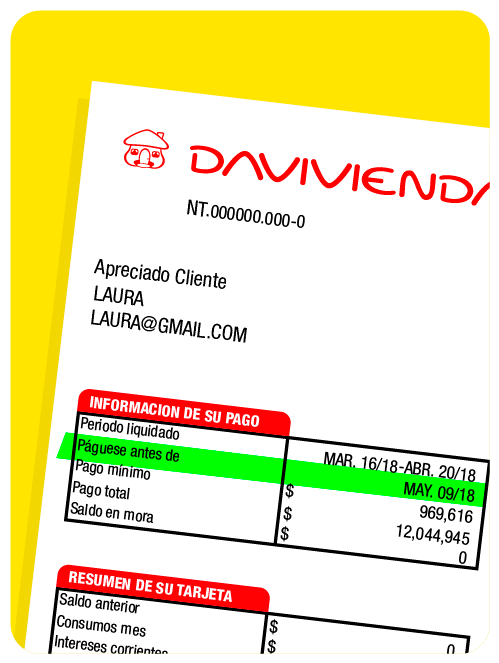 DAVIVIENDA
NT.000000.000-0
Apreciado Cliente
LAURA
LAURA@GMAIL.COM
INFORMACION DE SU PAGO
Periodo liquidado MAR. 16/18-ABR. 20/18
Páguese antes de MAY. 09/18
Pago mínimo $ 969,616
Pago total $ 12,044,945
Saldo en mora $ 0
RESUMEN DE SU TARJETA
Saldo anterior $ 0
Consumos mes $
Intereses corrientes